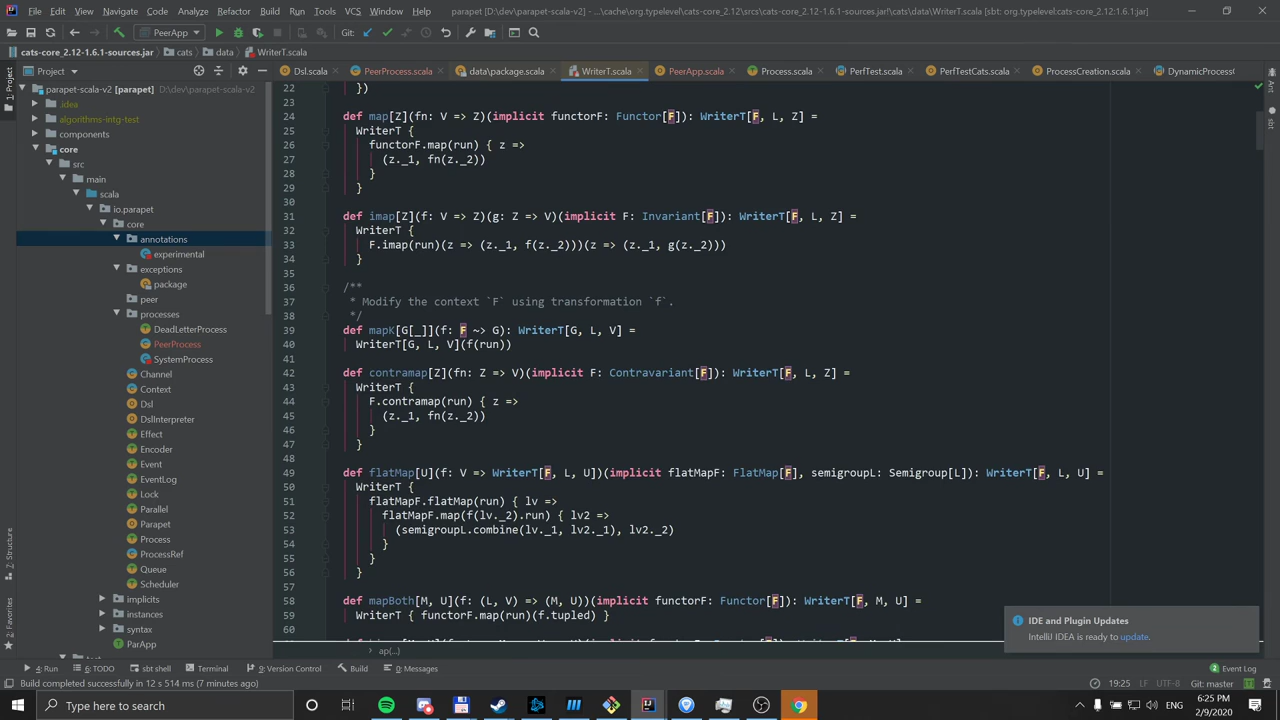 File Edit View Navigate Code Analyze Refactor Build Run Tools VCS Window Help parapet [D:\dev\parapet-scala-v2] - ...\cache\org.typelevel\cats-core_2.12\srcs\cats-core_2.12-1.6.1-sources.jar!\cats\data\WriterT.scala [sbt: org.typelevel:cats-core_2.12:1.6.1:jar]
PeerApp Git:
cats-core_2.12-1.6.1-sources.jar cats data WriterT.scala
Project Dsl.scala PeerProcess.scala data\package.scala WriterT.scala PeerApp.scala Process.scala PerfTest.scala PerfTestCats.scala ProcessCreation.scala DynamicProcess
1: Project
Z: Structure
2: Favorites
Ant
sbt
parapet-scala-v2 [parapet] D:\dev\parapet-scala-v2
.idea
algorithms-intg-test
components
core
src
main
scala
io.parapet
core
annotations
experimental
exceptions
package
peer
processes
DeadLetterProcess
PeerProcess
SystemProcess
Channel
Context
Dsl
DslInterpreter
Effect
Encoder
Event
EventLog
Lock
Parallel
Parapet
Process
ProcessRef
Queue
Scheduler
implicits
instances
syntax
ParApp
22 })
23
24 def map[Z](fn: V => Z)(implicit functorF: Functor[F]): WriterT[F, L, Z] =
25 WriterT {
26 functorF.map(run) { z =>
27 (z._1, fn(z._2))
28 }
29 }
30
31 def imap[Z](f: V => Z)(g: Z => V)(implicit F: Invariant[F]): WriterT[F, L, Z] =
32 WriterT {
33 F.imap(run)(z => (z._1, f(z._2)))(z => (z._1, g(z._2)))
34 }
35
36 /**
37 * Modify the context `F` using transformation `f`.
38 */
39 def mapK[G[_]](f: F ~> G): WriterT[G, L, V] =
40 WriterT[G, L, V](f(run))
41
42 def contramap[Z](fn: Z => V)(implicit F: Contravariant[F]): WriterT[F, L, Z] =
43 WriterT {
44 F.contramap(run) { z =>
45 (z._1, fn(z._2))
46 }
47 }
48
49 def flatMap[U](f: V => WriterT[F, L, U])(implicit flatMapF: FlatMap[F], semigroupL: Semigroup[L]): WriterT[F, L, U] =
50 WriterT {
51 flatMapF.flatMap(run) { lv =>
52 flatMapF.map(f(lv._2).run) { lv2 =>
53 (semigroupL.combine(lv._1, lv2._1), lv2._2)
54 }
55 }
56 }
57
58 def mapBoth[M, U](f: (L, V) => (M, U))(implicit functorF: Functor[F]): WriterT[F, M, U] =
59 WriterT { functorF.map(run)(f.tupled) }
60
ap(...)
IDE and Plugin Updates
IntelliJ IDEA is ready to update.
4: Run 6: TODO sbt shell Terminal 9: Version Control Build 0: Messages Event Log
Build completed successfully in 12 s 514 ms (7 minutes ago) 19:25 LF UTF-8 Git: master
Type here to search
6:25 PM
2/9/2020